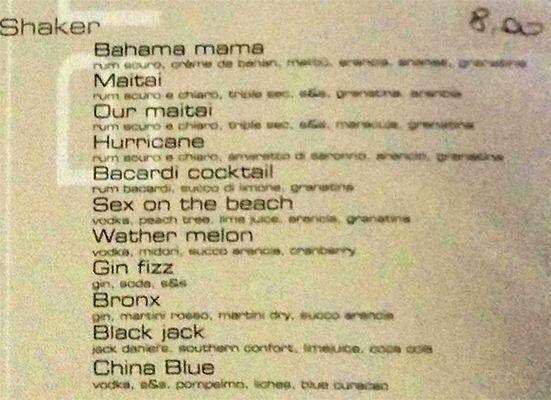 Shaker 8,00
Bahama mama
rum scuro, crème de banan, malibù, arancia, ananas, granatina
Maitai
rum scuro e chiaro, triple sec, s&s, granatina, arancia
Our maitai
rum scuro e chiaro, triple sec, s&s, maracuja, granatina
Hurricane
rum scuro e chiaro, amaretto di saronno, arancio, granatina
Bacardi cocktail
rum bacardi, succo di limone, granatina
Sex on the beach
vodka, peach tree, lime juice, arancia, granatina
Wather melon
vodka, midori, succo arancia, cranberry
Gin fizz
gin, soda, s&s
Bronx
gin, martini rosso, martini dry, succo arancia
Black jack
jack daniel's, southern confort, limejuice, coca cola
China Blue
vodka, s&s, pompelmo, liches, blue curacao